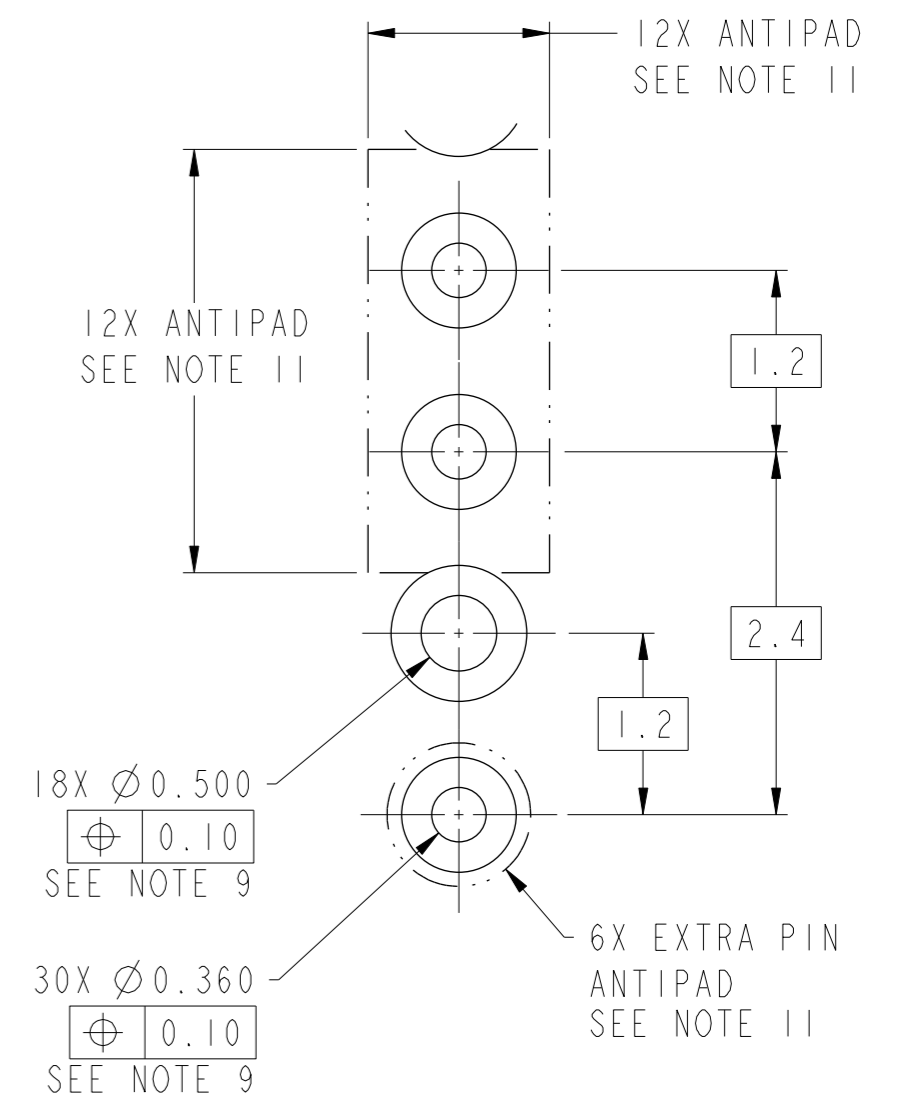 12X ANTIPAD
SEE NOTE 11
12X ANTIPAD
SEE NOTE 11
1.2
2.4
1.2
18X Ø0.500
⌖ 0.10
SEE NOTE 9
6X EXTRA PIN
ANTIPAD
SEE NOTE 11
30X Ø0.360
⌖ 0.10
SEE NOTE 9